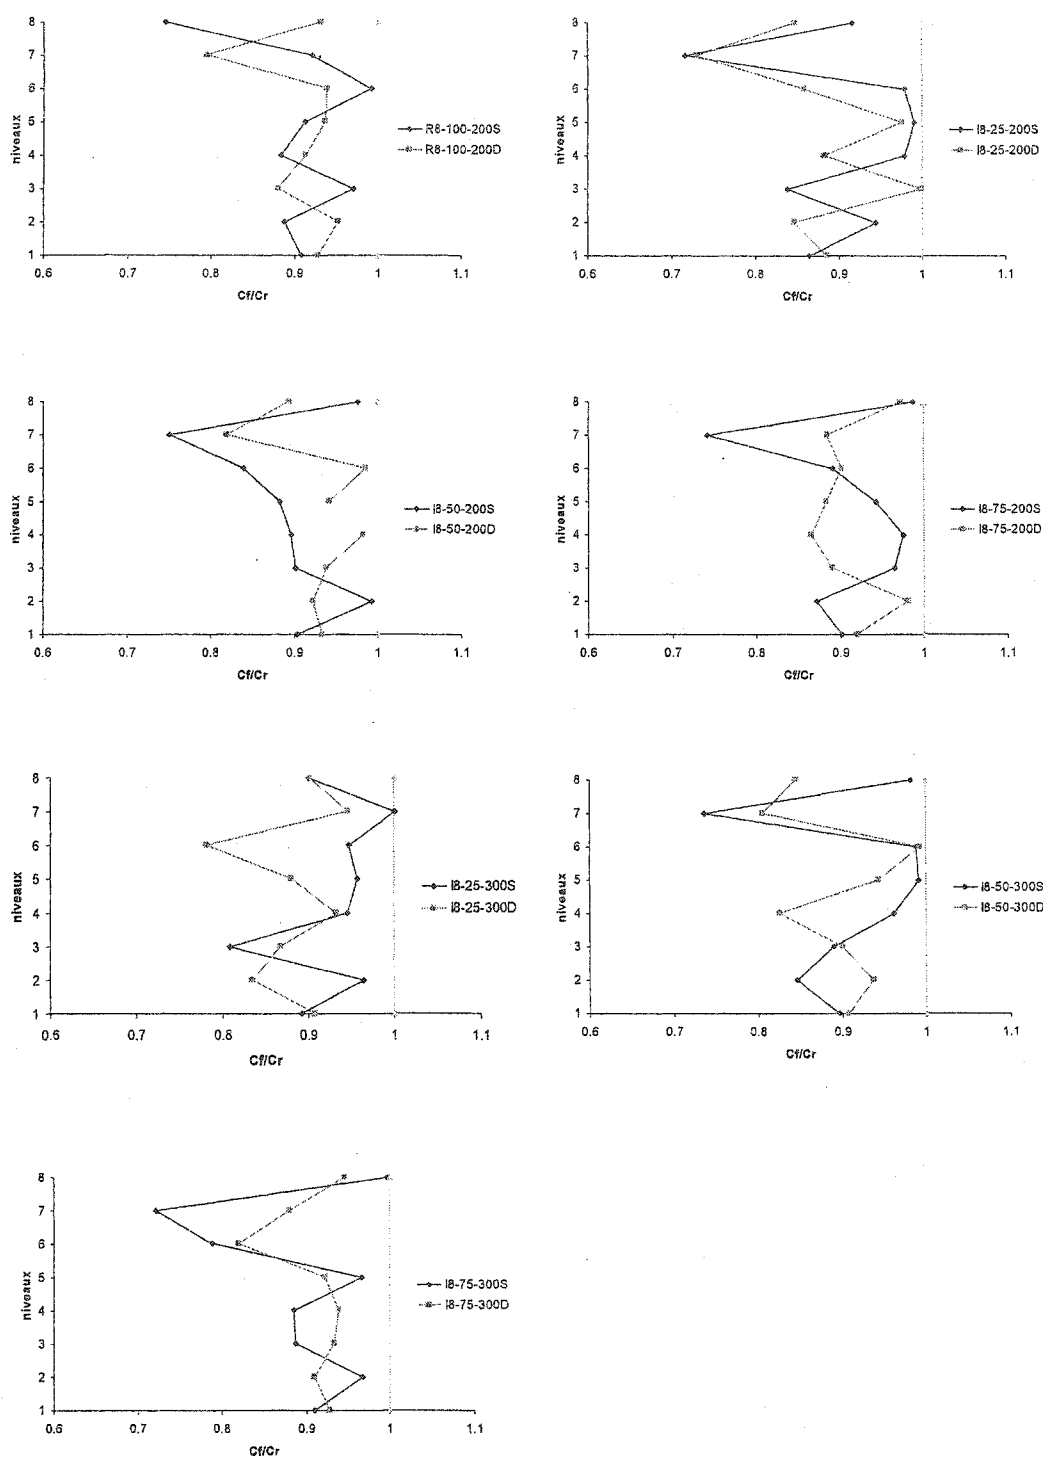 8
7
6
5
4
3
2
1
niveaux
0.6 0.7 0.8 0.9 1 1.1
Cf/Cr
R8-100-200S
R8-100-200D
8
7
6
5
4
3
2
1
niveaux
0.6 0.7 0.8 0.9 1 1.1
Cf/Cr
I8-25-200S
I8-25-200D
8
7
6
5
4
3
2
1
niveaux
0.6 0.7 0.8 0.9 1 1.1
Cf/Cr
I8-50-200S
I8-50-200D
8
7
6
5
4
3
2
1
niveaux
0.6 0.7 0.8 0.9 1 1.1
Cf/Cr
I8-75-200S
I8-75-200D
8
7
6
5
4
3
2
1
niveaux
0.6 0.7 0.8 0.9 1 1.1
Cf/Cr
I8-25-300S
I8-25-300D
8
7
6
5
4
3
2
1
niveaux
0.6 0.7 0.8 0.9 1 1.1
Cf/Cr
I8-50-300S
I8-50-300D
8
7
6
5
4
3
2
1
niveaux
0.6 0.7 0.8 0.9 1 1.1
Cf/Cr
I8-75-300S
I8-75-300D